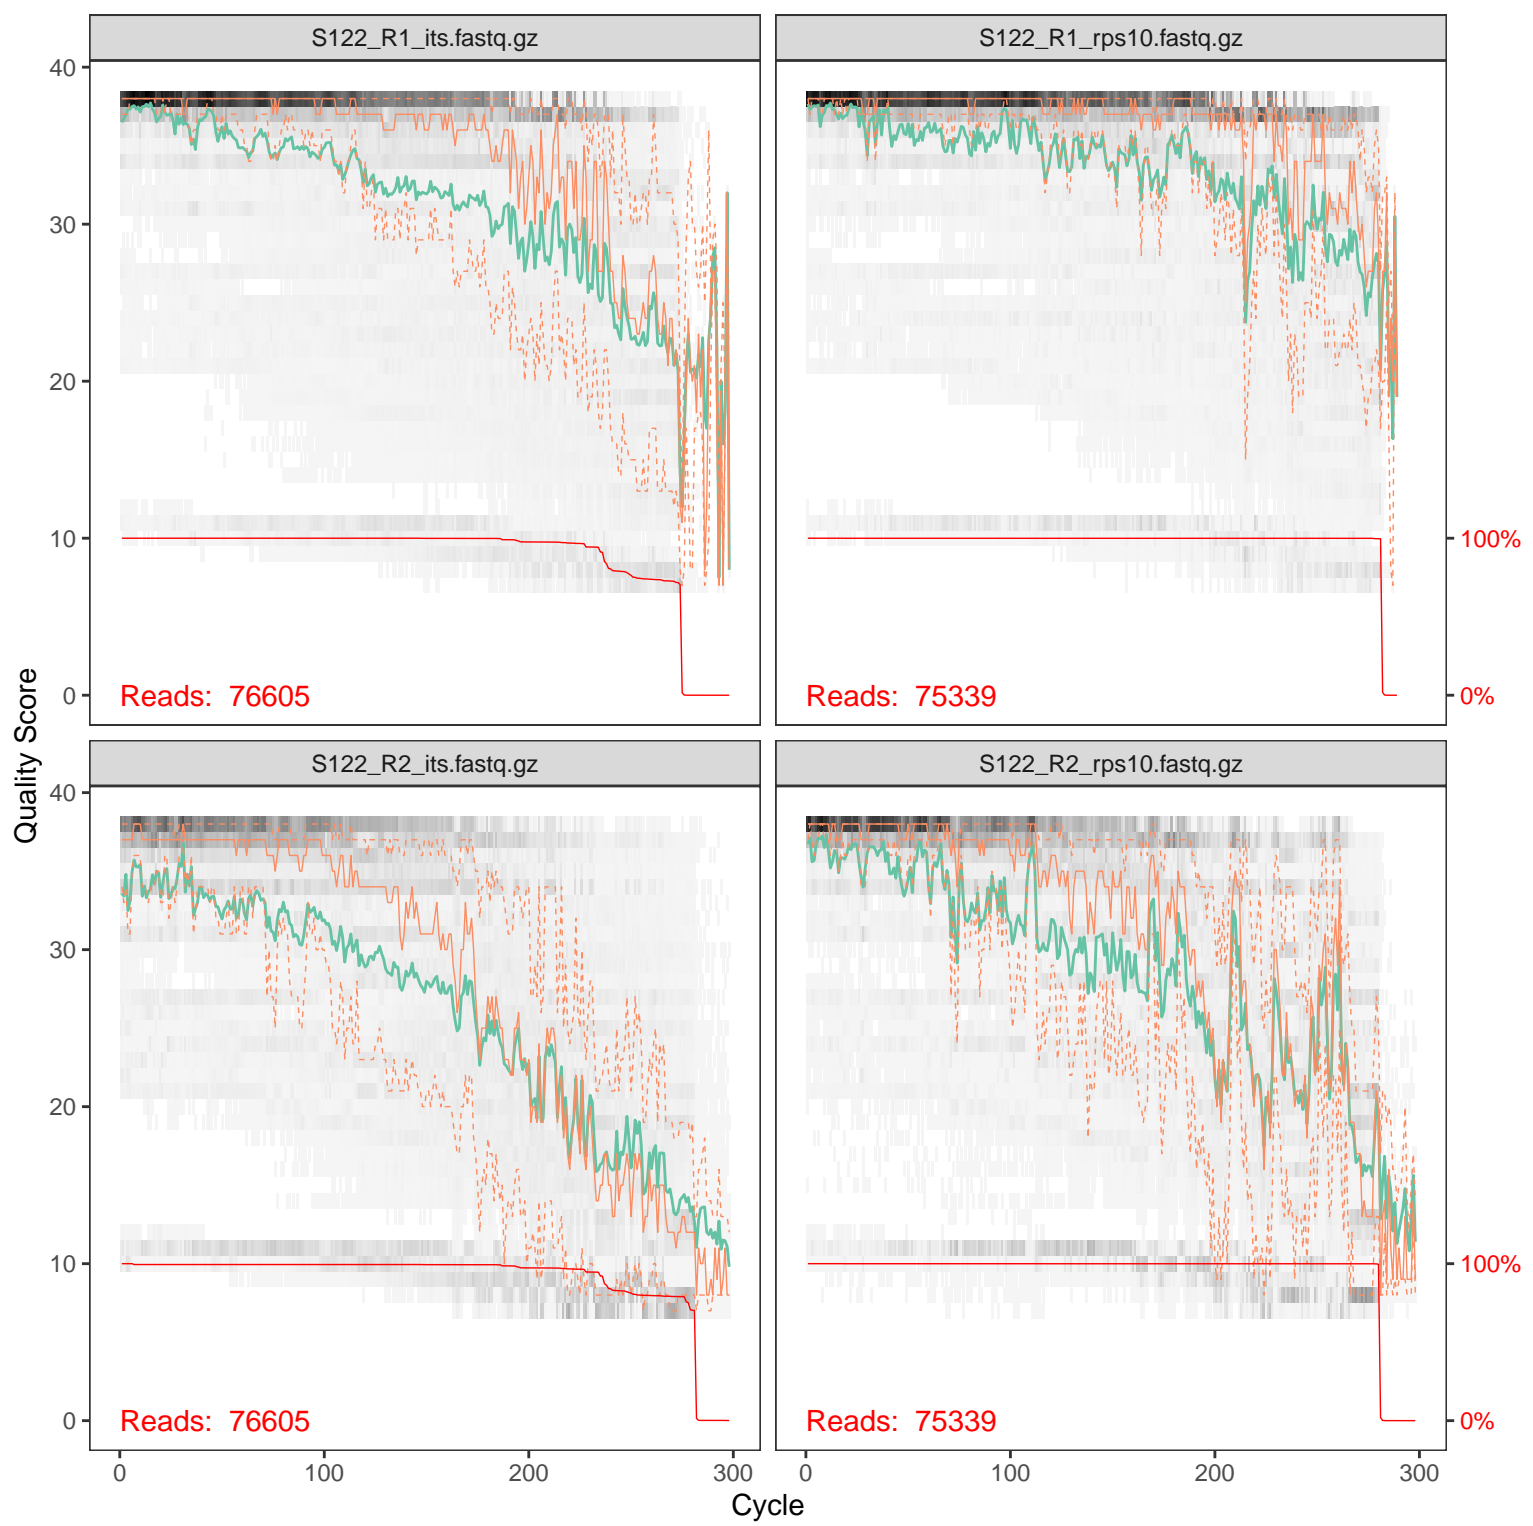 S122_R1_its.fastq.gz
S122_R1_rps10.fastq.gz
40
30
20
10
0
100%
0%
Reads: 76605
Reads: 75339
Quality Score
S122_R2_its.fastq.gz
S122_R2_rps10.fastq.gz
40
30
20
10
0
100%
0%
Reads: 76605
Reads: 75339
0
100
200
300
0
100
200
300
Cycle